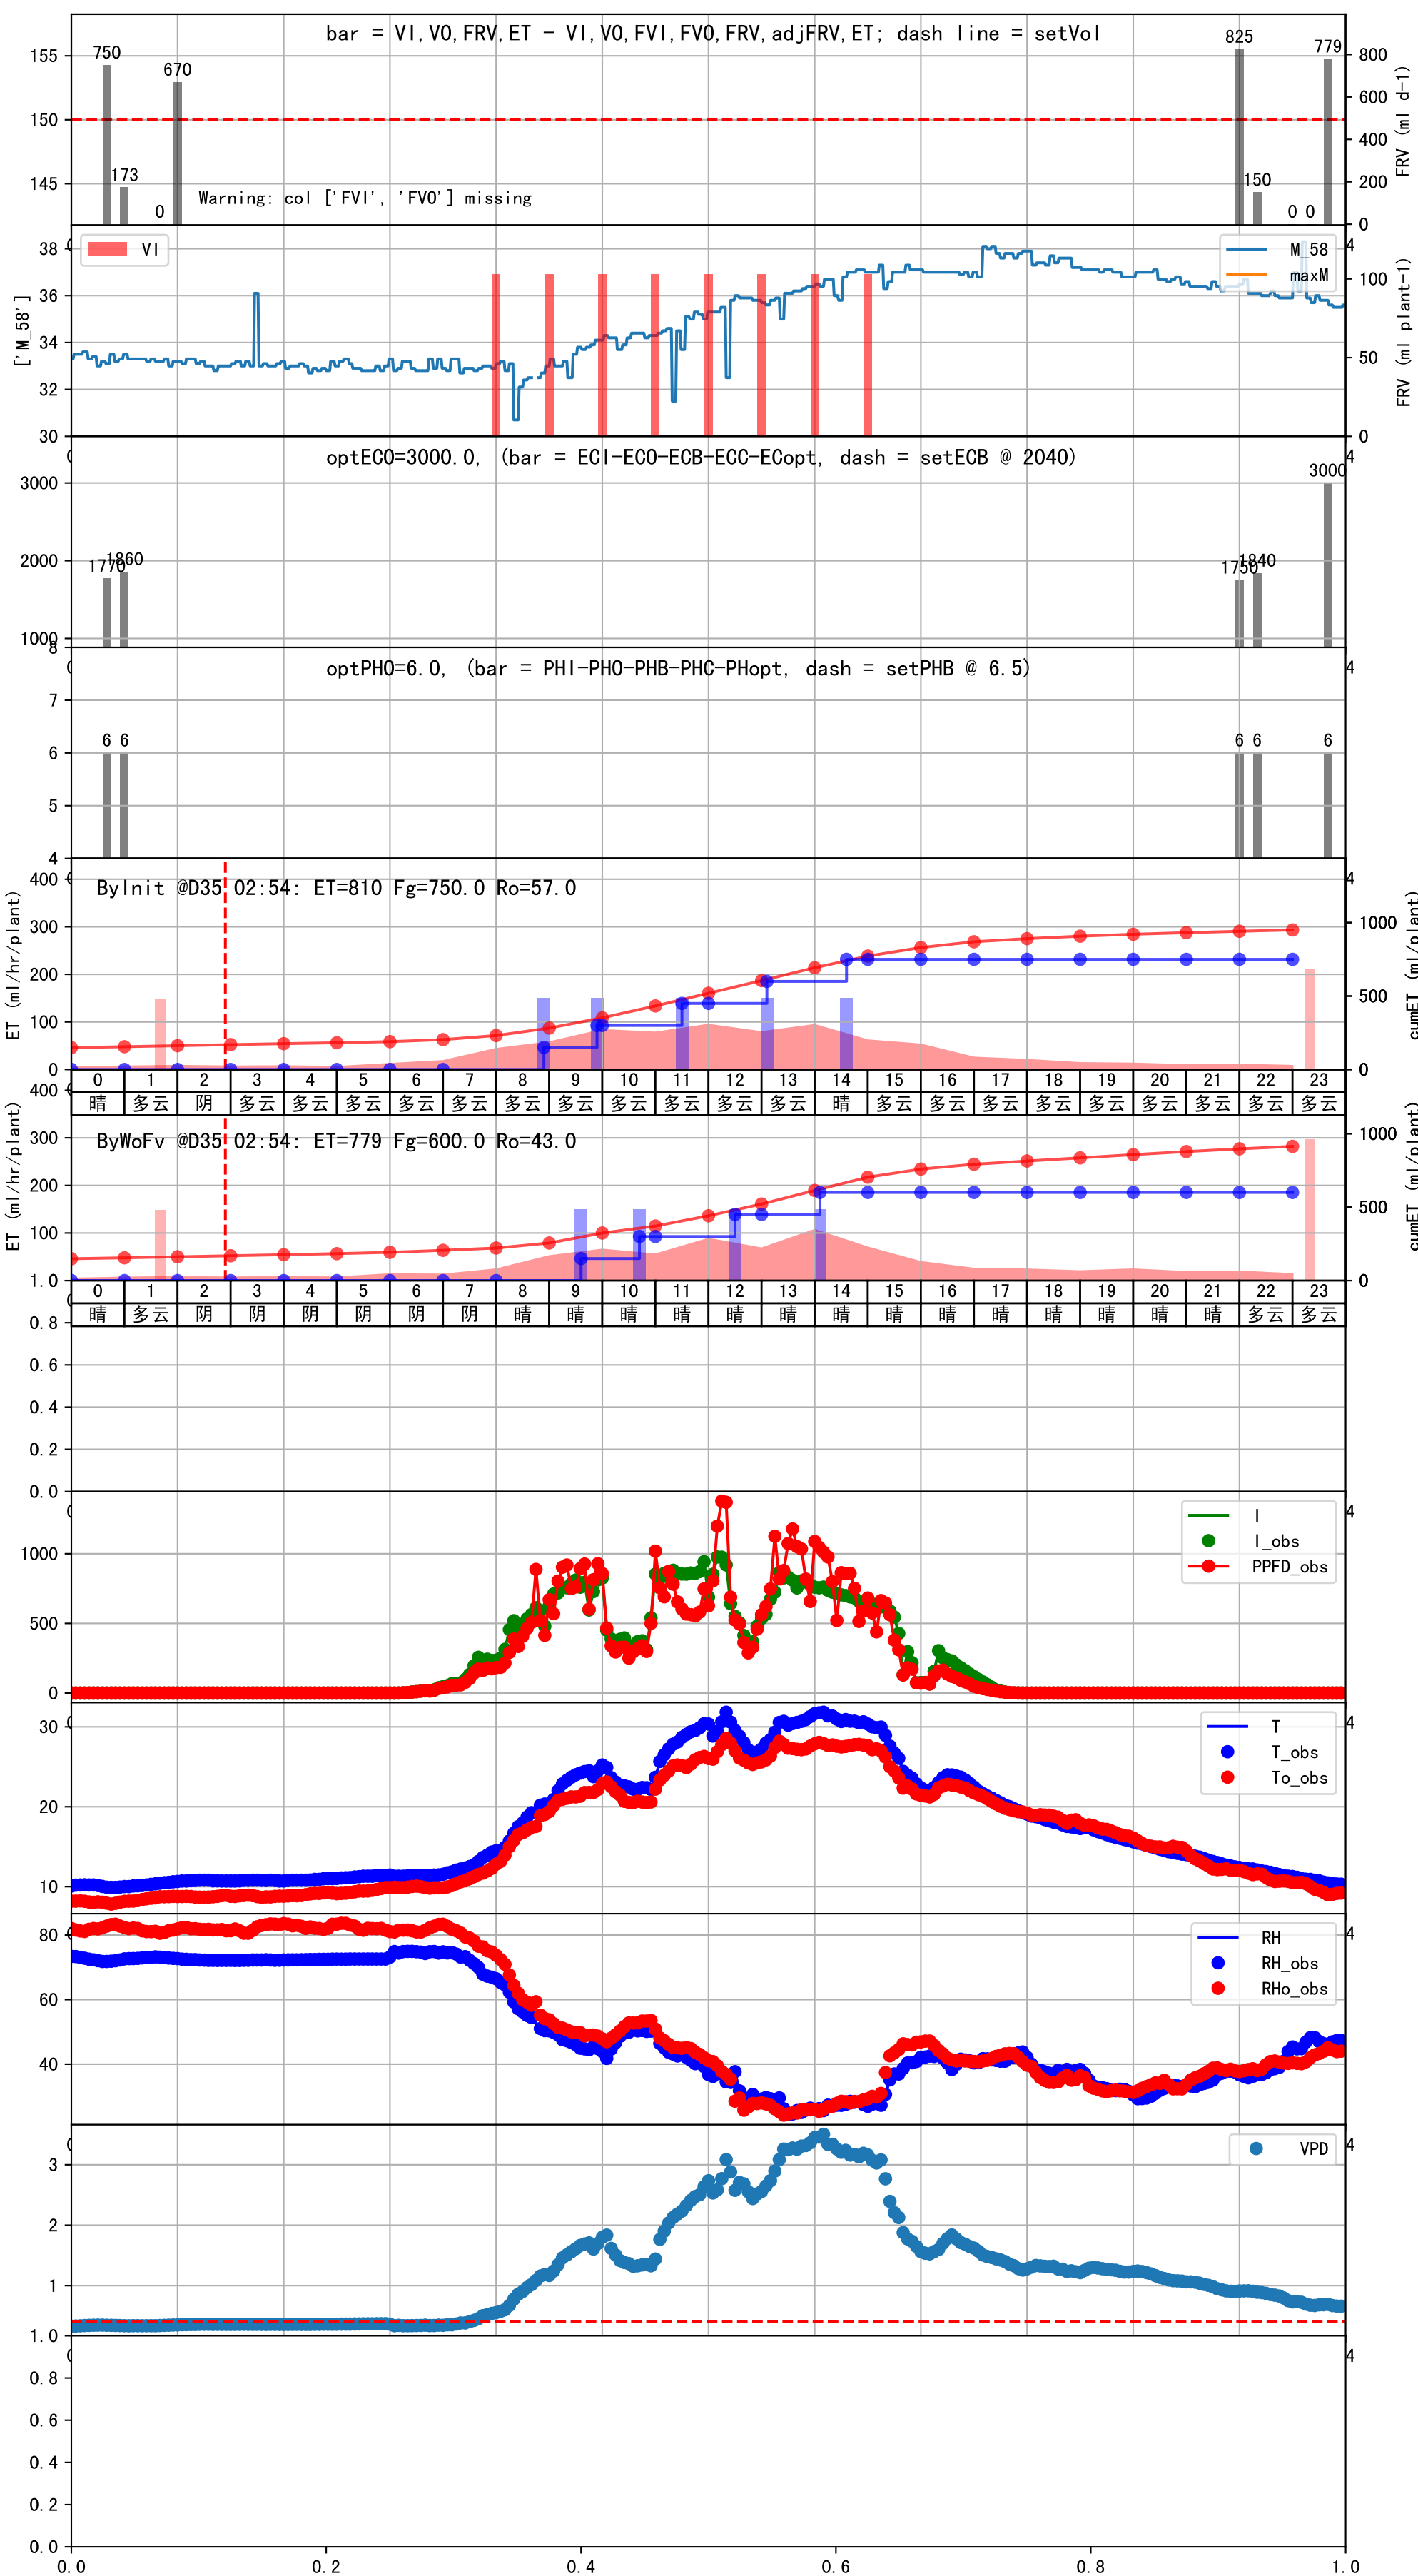 bar = VI,VO,FRV,ET - VI,VO,FVI,FVO,FRV,adjFRV,ET; dash line = setVol
750 173 0 670 825 150 0 0 779
155 150 145
800 600 400 200 0
FRV (ml d-1)
Warning: col ['FVI', 'FVO'] missing
VI
M_58
maxM
['M_58']
38 36 34 32 30
100 50 0
FRV (ml plant-1)
optECO=3000.0, (bar = ECI-ECO-ECB-ECC-ECopt, dash = setECB @ 2040)
3000 2000 1000
1770 1860 1750 1840 3000
optPHO=6.0, (bar = PHI-PHO-PHB-PHC-PHopt, dash = setPHB @ 6.5)
8 7 6 5 4
6 6 6 6 6
ByInit @D35 02:54: ET=810 Fg=750.0 Ro=57.0
ET (ml/hr/plant)
400 300 200 100 0
1000 500 0
cumET (ml/plant)
0 1 2 3 4 5 6 7 8 9 10 11 12 13 14 15 16 17 18 19 20 21 22 23
晴 多云 阴 多云 多云 多云 多云 多云 多云 多云 多云 多云 多云 多云 晴 多云 多云 多云 多云 多云 多云 多云 多云 多云
ByWoFv @D35 02:54: ET=779 Fg=600.0 Ro=43.0
ET (ml/hr/plant)
400 300 200 100
1000 500 0
cumET (ml/plant)
0 1 2 3 4 5 6 7 8 9 10 11 12 13 14 15 16 17 18 19 20 21 22 23
晴 多云 阴 阴 阴 阴 阴 阴 晴 晴 晴 晴 晴 晴 晴 晴 晴 晴 晴 晴 晴 晴 多云 多云
1.0 0.8 0.6 0.4 0.2 0.0
I
I_obs
PPFD_obs
1000 500 0
T
T_obs
To_obs
30 20 10
RH
RH_obs
RHo_obs
80 60 40
VPD
3 2 1
1.0 0.8 0.6 0.4 0.2 0.0
0.0 0.2 0.4 0.6 0.8 1.0